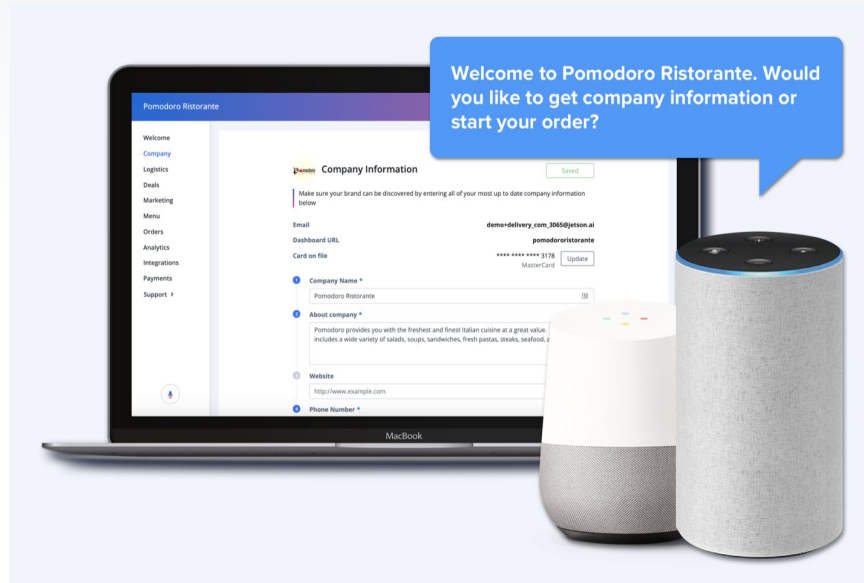 Welcome to Pomodoro Ristorante. Would
you like to get company information or
start your order?
Pomodoro Ristorante
Welcome
Company
Logistics
Deals
Marketing
Menu
Orders
Analytics
Integrations
Payments
Support >
Company Information
Saved
Make sure your brand can be discovered by entering all of your most up to date company information
below
Email
demo+delivery_com_3065@jetson.ai
Dashboard URL
pomodororistorante
Card on file
**** **** **** 3178
MasterCard
Update
1 Company Name *
Pomodoro Ristorante
2 About company *
Pomodoro provides you with the freshest and finest Italian cuisine at a great value.
includes a wide variety of salads, soups, sandwiches, fresh pastas, steaks, seafood,
3 Website
http://www.example.com
4 Phone Number *
MacBook